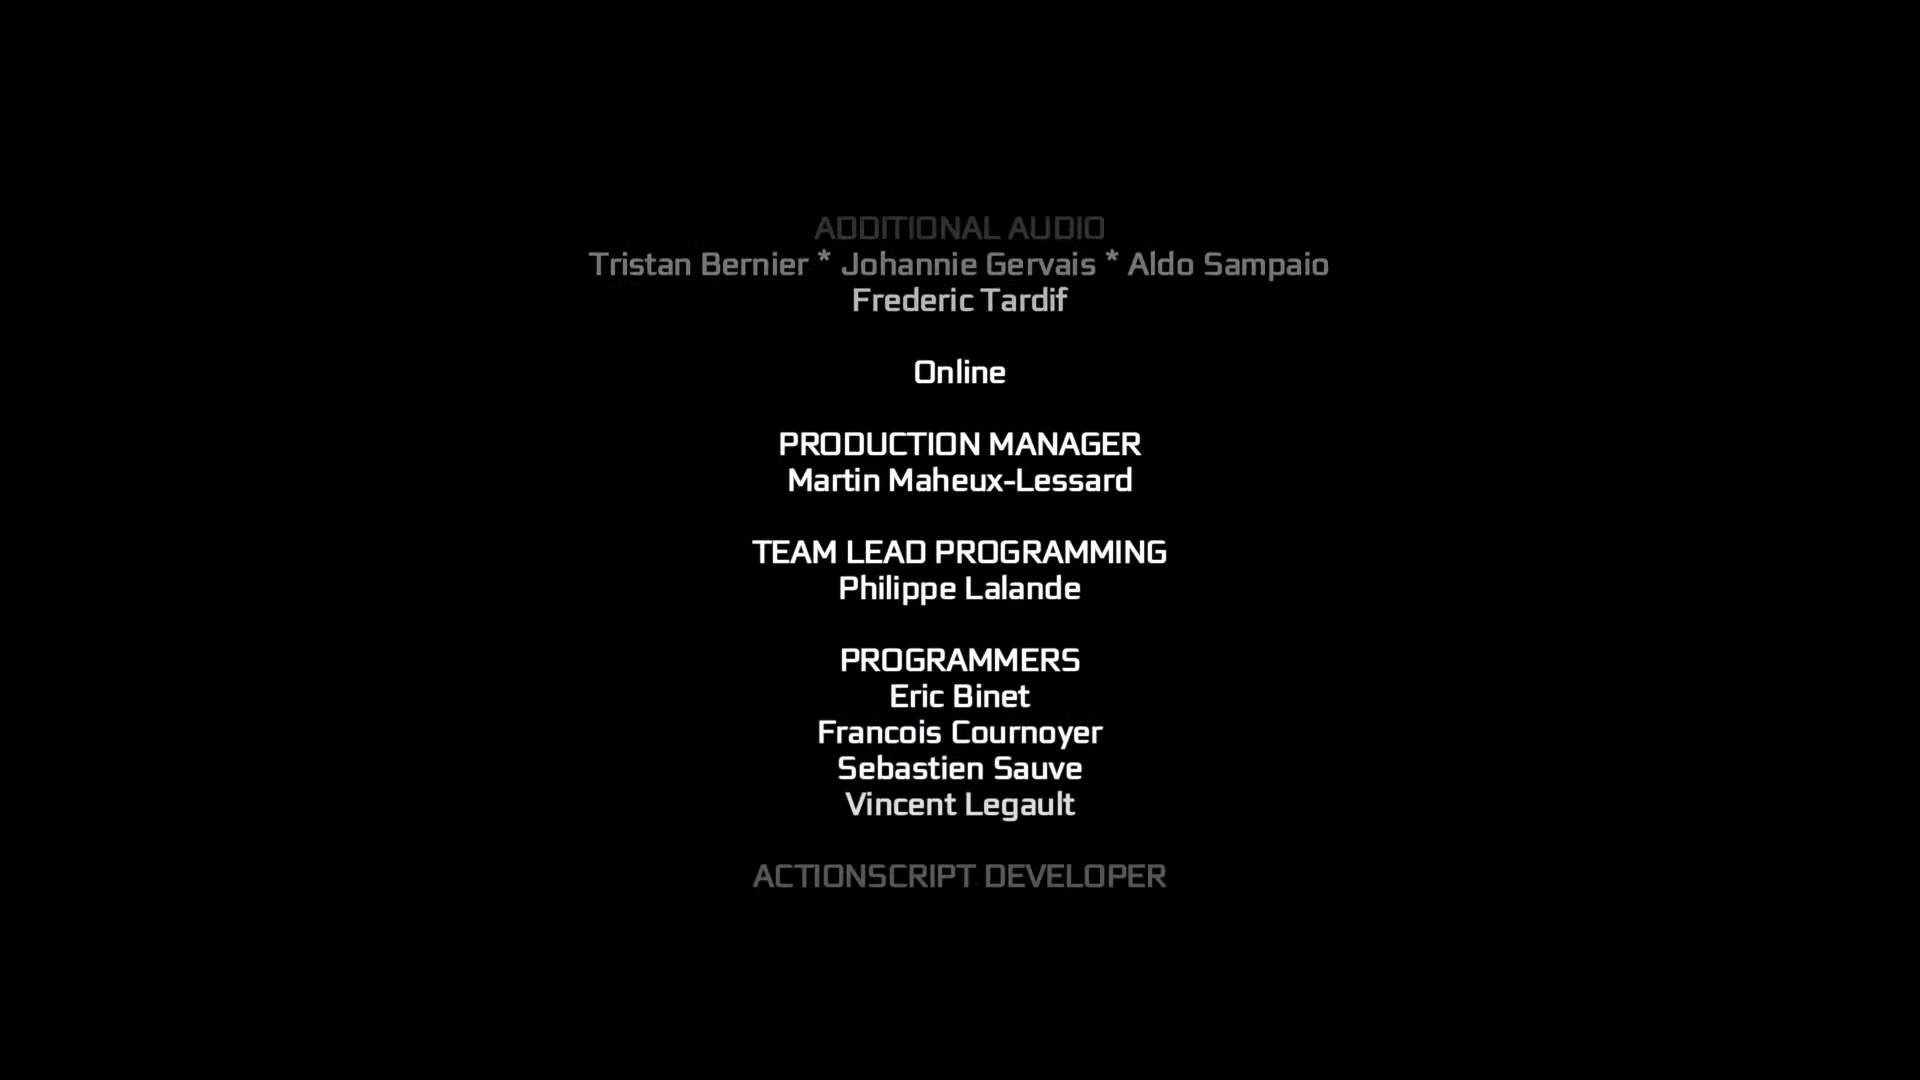 ADDITIONAL AUDIO
Tristan Bernier * Johannie Gervais * Aldo Sampaio
Frederic Tardif
Online
PRODUCTION MANAGER
Martin Maheux-Lessard
TEAM LEAD PROGRAMMING
Philippe Lalande
PROGRAMMERS
Eric Binet
Francois Cournoyer
Sebastien Sauve
Vincent Legault
ACTIONSCRIPT DEVELOPER